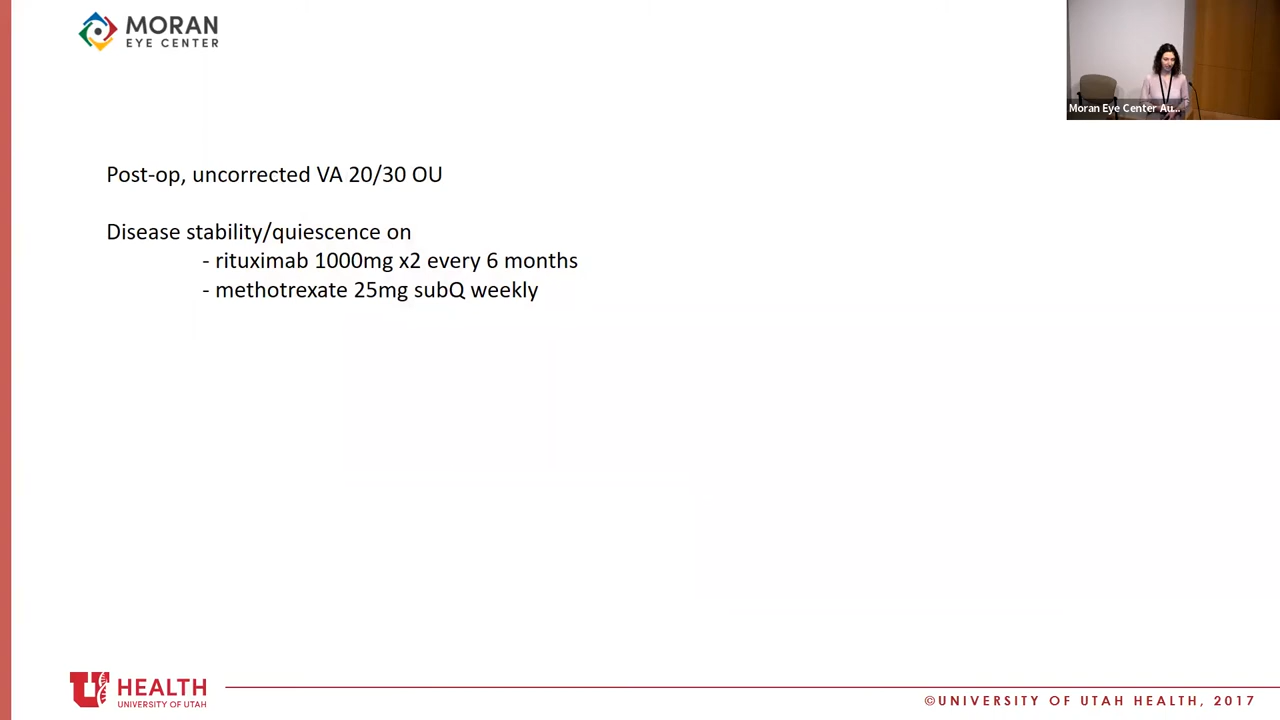 MORAN
EYE CENTER
Moran Eye Center Au...
Post-op, uncorrected VA 20/30 OU
Disease stability/quiescence on
- rituximab 1000mg x2 every 6 months
- methotrexate 25mg subQ weekly
U HEALTH
UNIVERSITY OF UTAH
©UNIVERSITY OF UTAH HEALTH, 2017